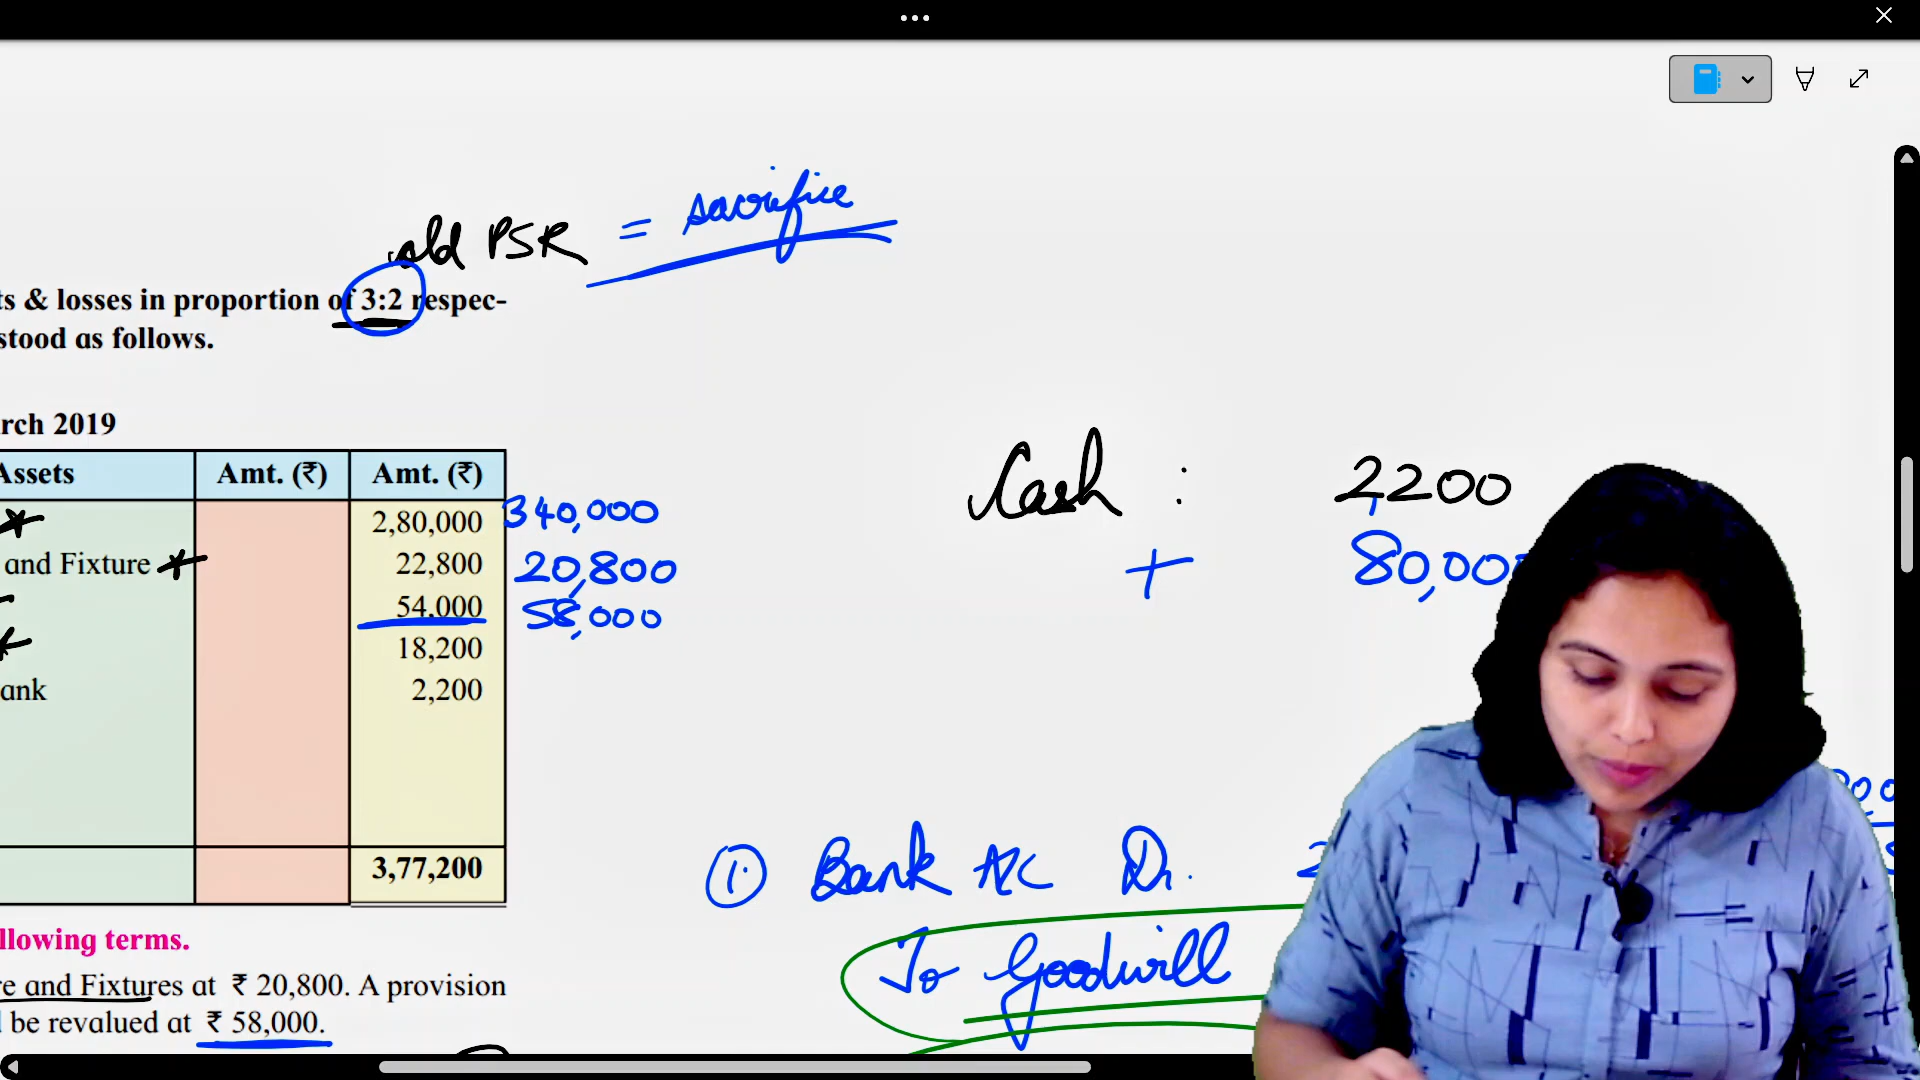 old PSR = sacrifice
ts & losses in proportion of 3:2 respec-
stood as follows.
rch 2019
Assets Amt. (₹) Amt. (₹)
2,80,000 340,000
and Fixture 22,800 20,800
54,000 58,000
18,200
ank 2,200
3,77,200
Cash : 2200
+ 80,00
① Bank A/C Dr. 2
To Goodwill
llowing terms.
re and Fixtures at ₹ 20,800. A provision
be revalued at ₹ 58,000.